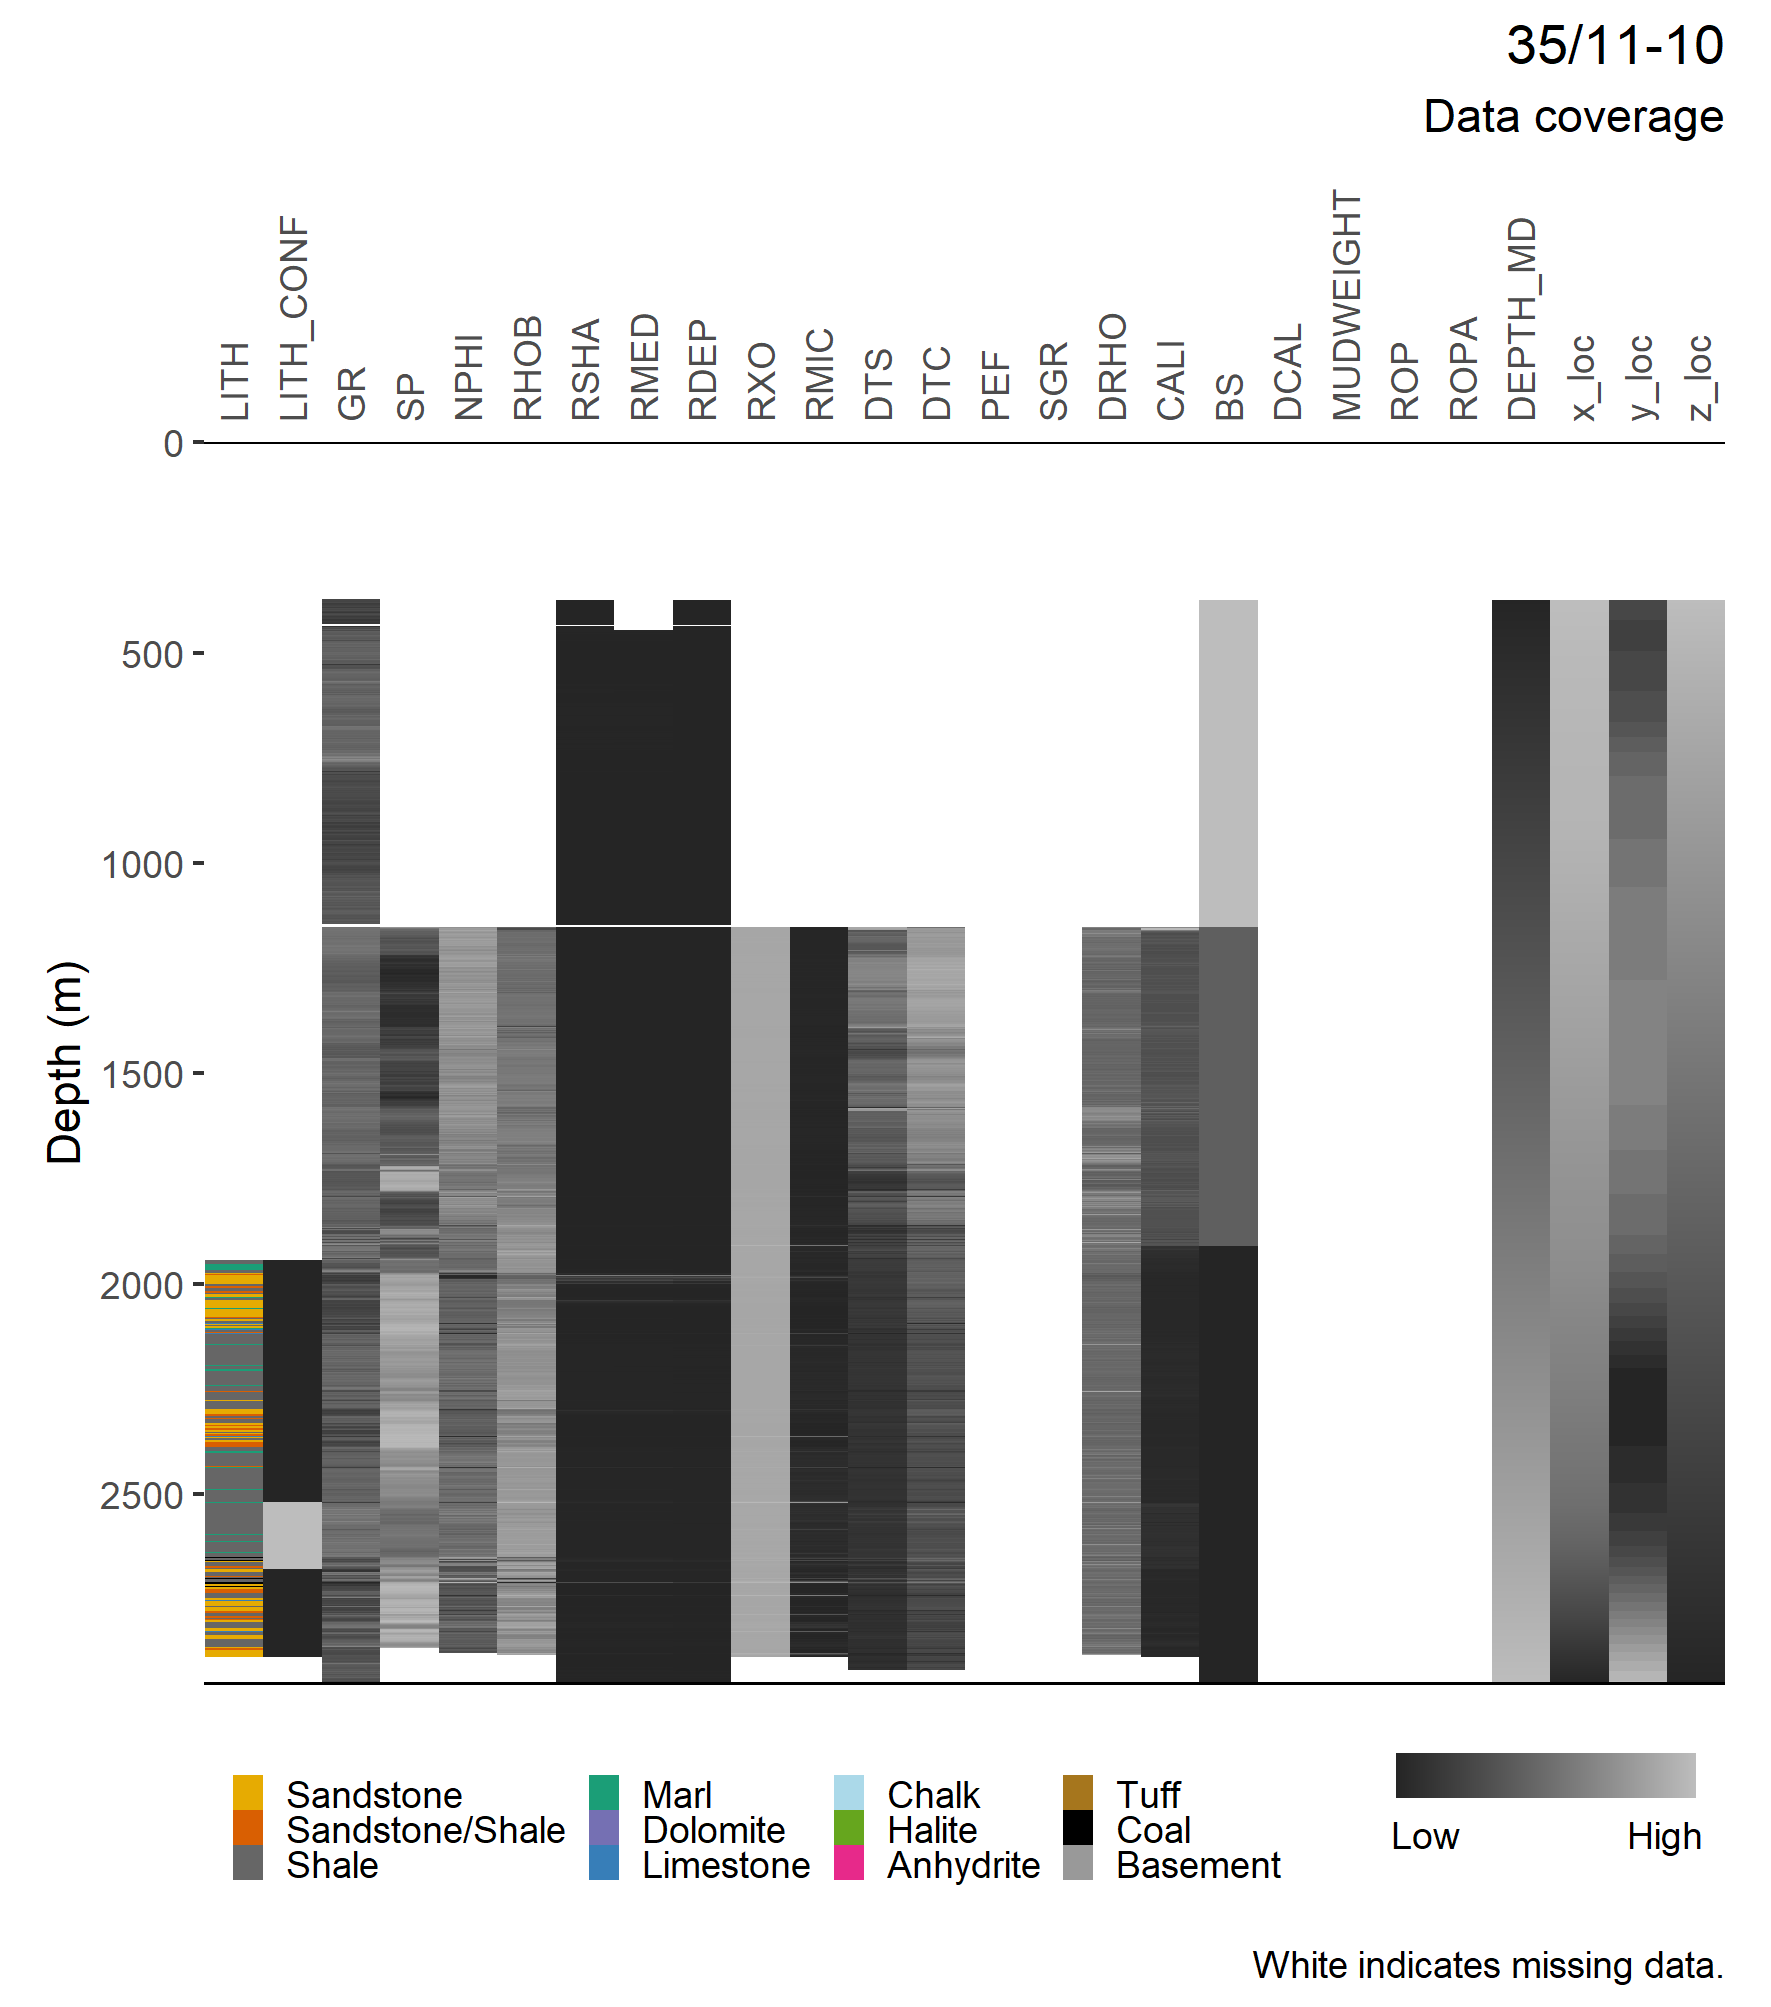 35/11-10
Data coverage
LITH
LITH_CONF
GR
SP
NPHI
RHOB
RSHA
RMED
RDEP
RXO
RMIC
DTS
DTC
PEF
SGR
DRHO
CALI
BS
DCAL
MUDWEIGHT
ROP
ROPA
DEPTH_MD
x_loc
y_loc
z_loc
0
500
1000
1500
2000
2500
Depth (m)
Sandstone
Sandstone/Shale
Shale
Marl
Dolomite
Limestone
Chalk
Halite
Anhydrite
Tuff
Coal
Basement
Low High
White indicates missing data.